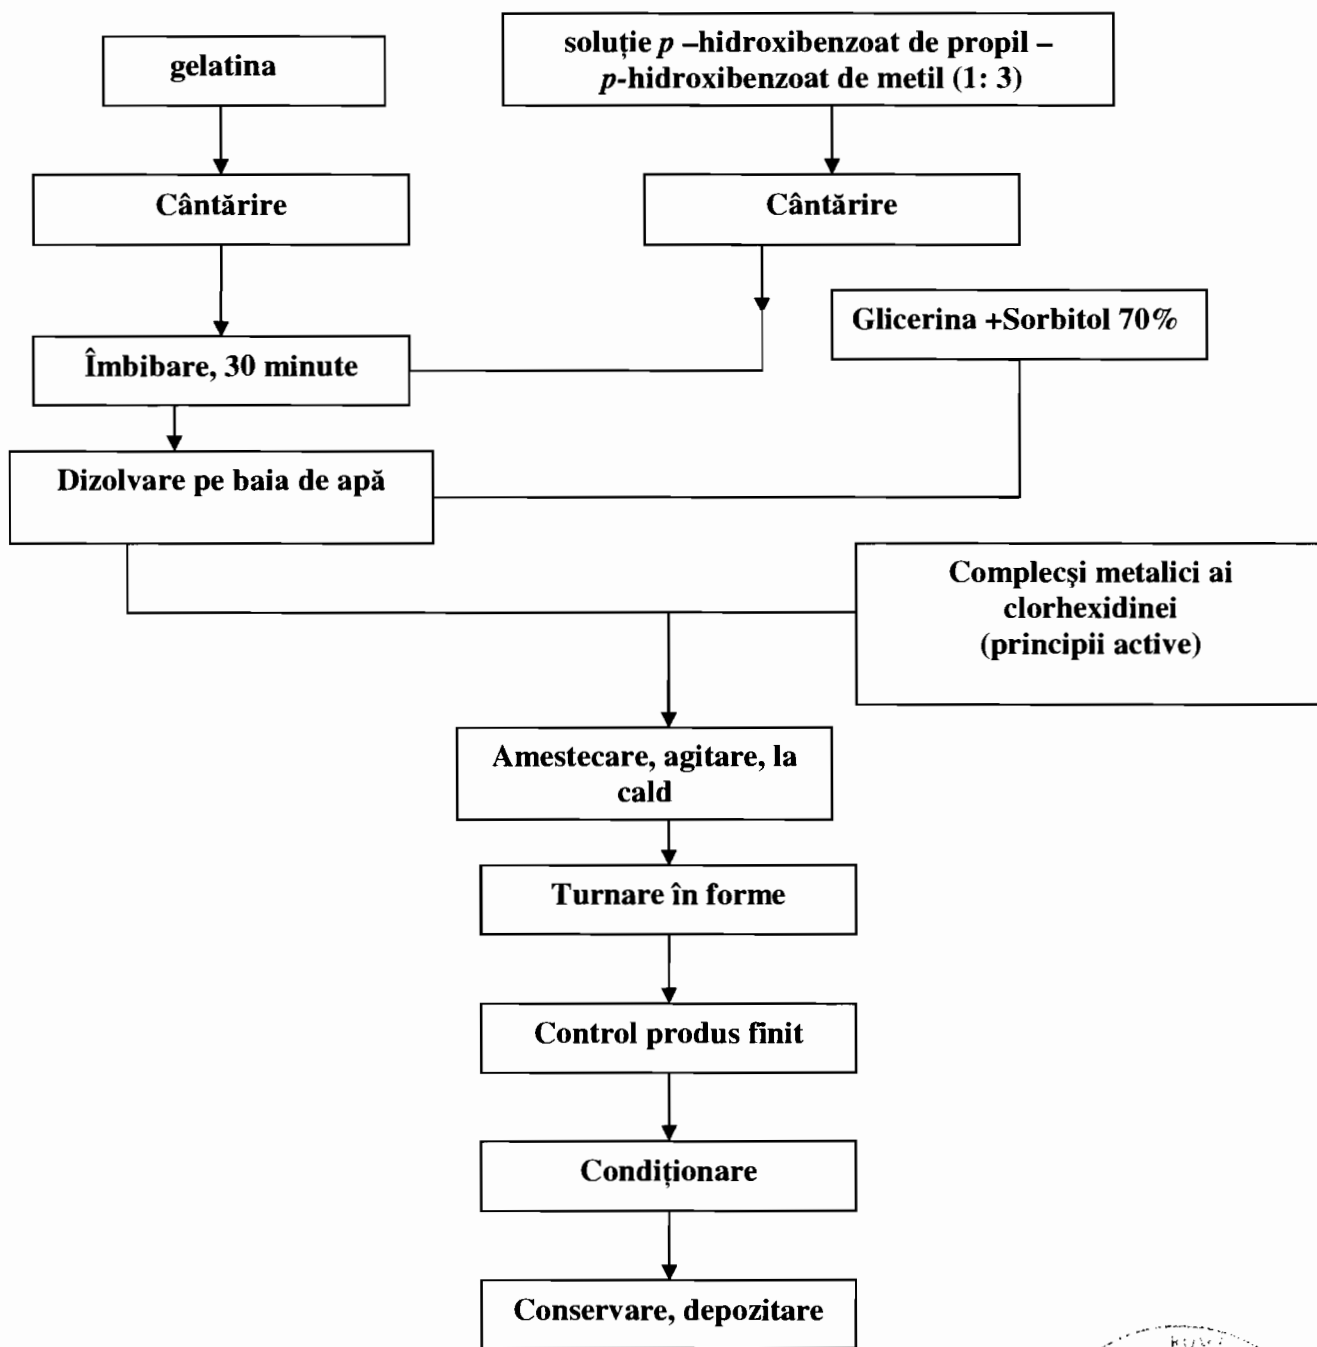 gelatina
soluție p –hidroxibenzoat de propil –
p-hidroxibenzoat de metil (1: 3)
Cântărire
Cântărire
Glicerina +Sorbitol 70%
Îmbibare, 30 minute
Dizolvare pe baia de apă
Complecși metalici ai
clorhexidinei
(principii active)
Amestecare, agitare, la
cald
Turnare în forme
Control produs finit
Condiționare
Conservare, depozitare